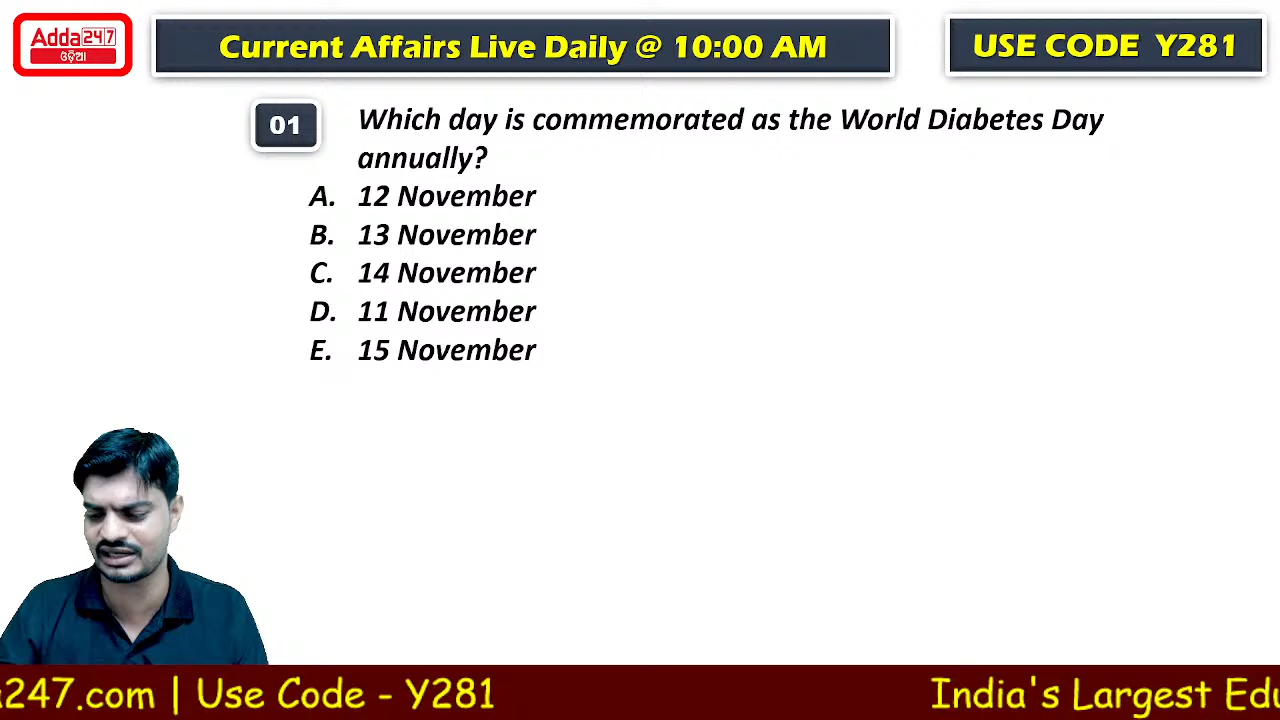 Adda247
ଓଡ଼ିଆ
Current Affairs Live Daily @ 10:00 AM
USE CODE Y281
01
Which day is commemorated as the World Diabetes Day
annually?
A. 12 November
B. 13 November
C. 14 November
D. 11 November
E. 15 November
a247.com | Use Code - Y281
India's Largest Edu